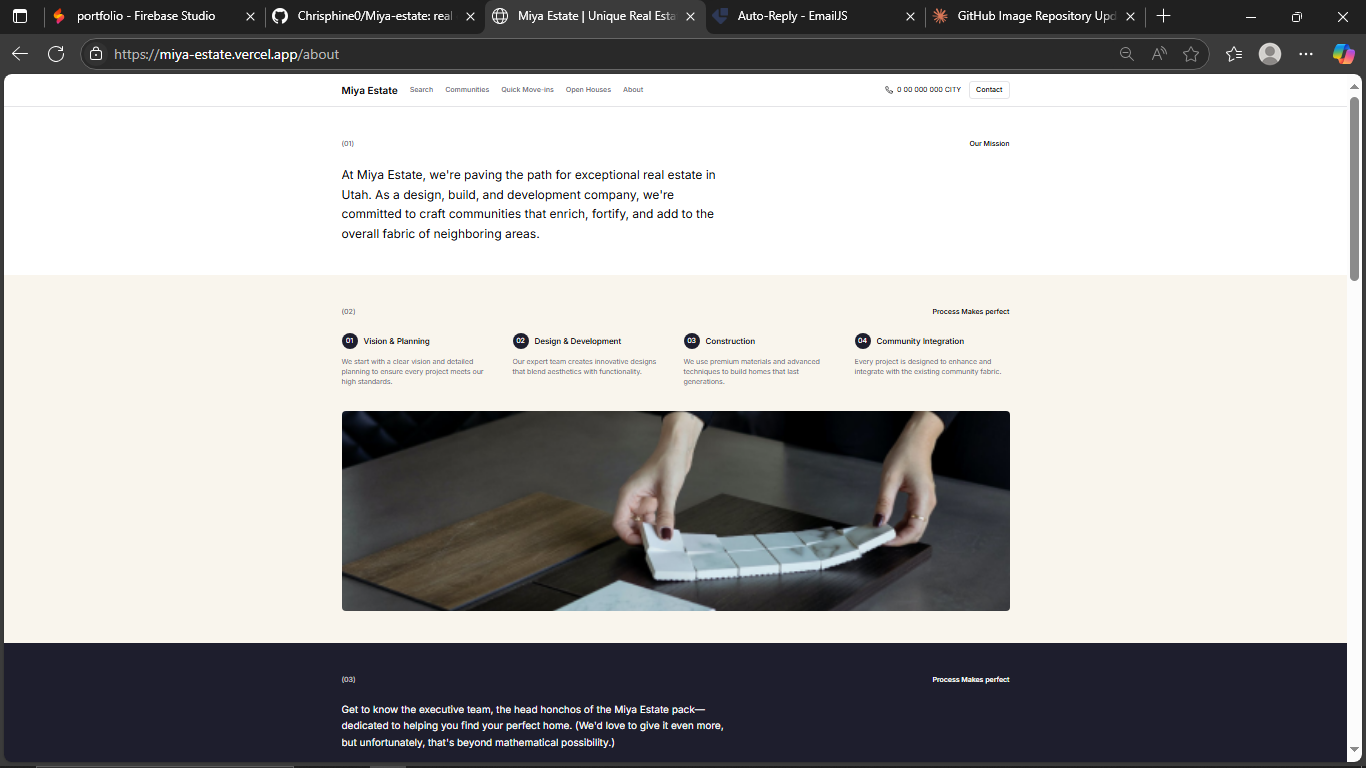 portfolio - Firebase Studio
Chrisphine0/Miya-estate: real
Miya Estate | Unique Real Esta
Auto-Reply - EmailJS
GitHub Image Repository Upd
https://miya-estate.vercel.app/about
Miya Estate
Search
Communities
Quick Move-ins
Open Houses
About
0 00 000 000 CITY
Contact
(01)
Our Mission
At Miya Estate, we're paving the path for exceptional real estate in
Utah. As a design, build, and development company, we're
committed to craft communities that enrich, fortify, and add to the
overall fabric of neighboring areas.
(02)
Process Makes perfect
01 Vision & Planning
We start with a clear vision and detailed
planning to ensure every project meets our
high standards.
02 Design & Development
Our expert team creates innovative designs
that blend aesthetics with functionality.
03 Construction
We use premium materials and advanced
techniques to build homes that last
generations.
04 Community Integration
Every project is designed to enhance and
integrate with the existing community fabric.
(03)
Process Makes perfect
Get to know the executive team, the head honchos of the Miya Estate pack—
dedicated to helping you find your perfect home. (We'd love to give it even more,
but unfortunately, that's beyond mathematical possibility.)